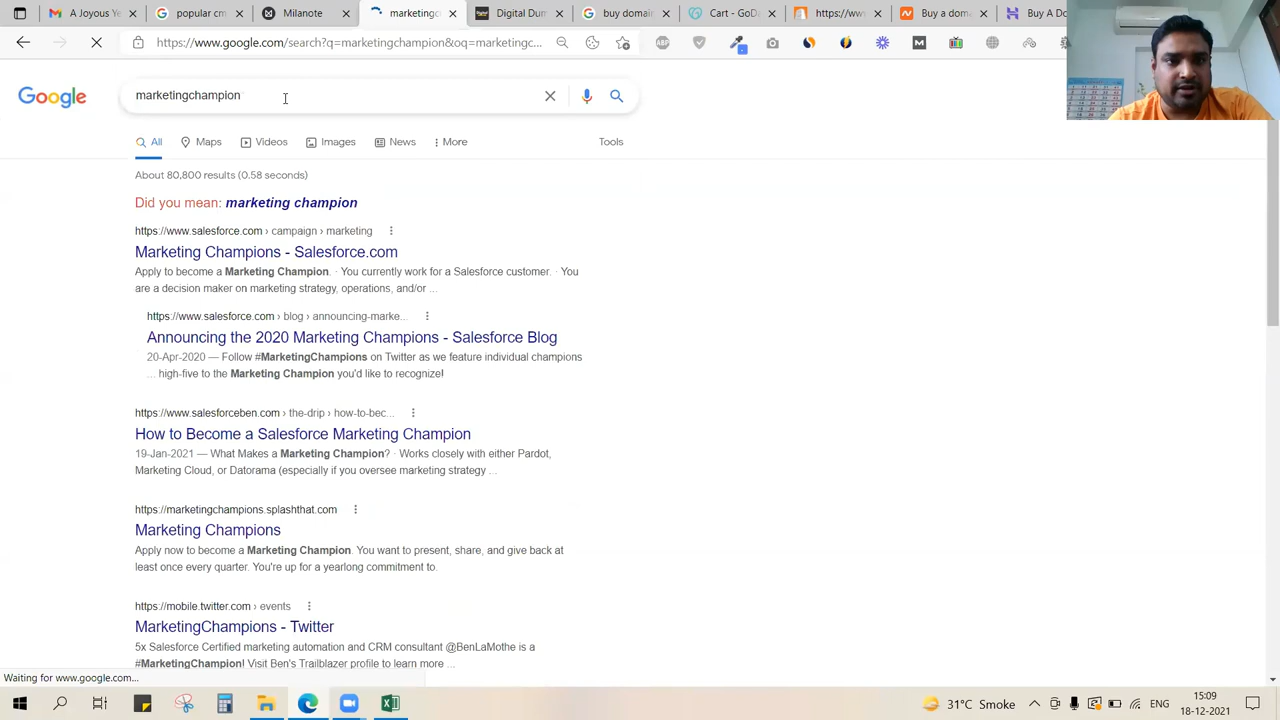 A Joyous Ye
popularan
Milanote
marketingc
Digital Dum
buy domain
Cart - GoD
https://ww
Buy a dom
Buy A Do
https://www.google.com/search?q=marketingchampion&oq=marketingc...
Google
marketingchampion
All
Maps
Videos
Images
News
More
Tools
About 80,800 results (0.58 seconds)
Did you mean: marketing champion
https://www.salesforce.com › campaign › marketing
Marketing Champions - Salesforce.com
Apply to become a Marketing Champion. · You currently work for a Salesforce customer. · You
are a decision maker on marketing strategy, operations, and/or ...
https://www.salesforce.com › blog › announcing-marke...
Announcing the 2020 Marketing Champions - Salesforce Blog
20-Apr-2020 — Follow #MarketingChampions on Twitter as we feature individual champions
... high-five to the Marketing Champion you'd like to recognize!
https://www.salesforceben.com › the-drip › how-to-bec...
How to Become a Salesforce Marketing Champion
19-Jan-2021 — What Makes a Marketing Champion? · Works closely with either Pardot,
Marketing Cloud, or Datorama (especially if you oversee marketing strategy ...
https://marketingchampions.splashthat.com
Marketing Champions
Apply now to become a Marketing Champion. You want to present, share, and give back at
least once every quarter. You're up for a yearlong commitment to.
https://mobile.twitter.com › events
MarketingChampions - Twitter
5x Salesforce Certified marketing automation and CRM consultant @BenLaMothe is a
#MarketingChampion! Visit Ben's Trailblazer profile to learn more ...
Waiting for www.google.com...
31°C Smoke
ENG
15:09
18-12-2021